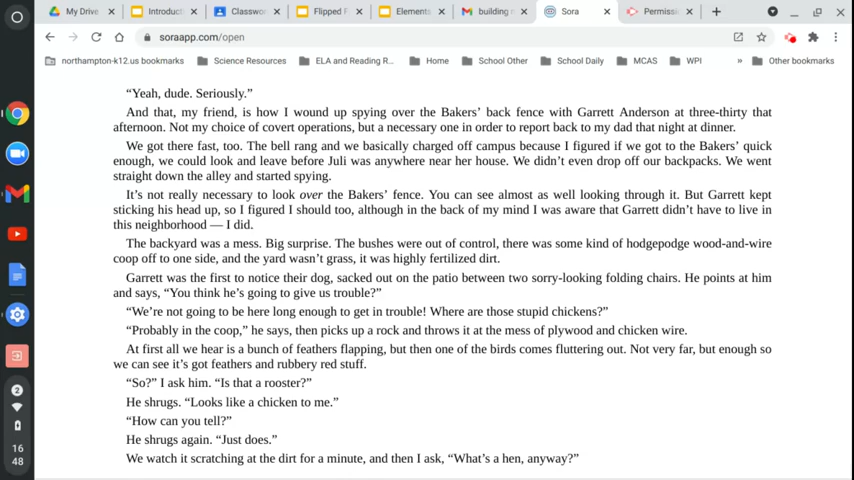 My Drive
Introduct
Classwor
Flipped F
Elements
building n
Sora
Permissi
soraapp.com/open
northampton-k12.us bookmarks
Science Resources
ELA and Reading R...
Home
School Other
School Daily
MCAS
WPI
»
Other bookmarks
“Yeah, dude. Seriously.”
And that, my friend, is how I wound up spying over the Bakers’ back fence with Garrett Anderson at three-thirty that
afternoon. Not my choice of covert operations, but a necessary one in order to report back to my dad that night at dinner.
We got there fast, too. The bell rang and we basically charged off campus because I figured if we got to the Bakers’ quick
enough, we could look and leave before Juli was anywhere near her house. We didn’t even drop off our backpacks. We went
straight down the alley and started spying.
It’s not really necessary to look over the Bakers’ fence. You can see almost as well looking through it. But Garrett kept
sticking his head up, so I figured I should too, although in the back of my mind I was aware that Garrett didn’t have to live in
this neighborhood — I did.
The backyard was a mess. Big surprise. The bushes were out of control, there was some kind of hodgepodge wood-and-wire
coop off to one side, and the yard wasn’t grass, it was highly fertilized dirt.
Garrett was the first to notice their dog, sacked out on the patio between two sorry-looking folding chairs. He points at him
and says, “You think he’s going to give us trouble?”
“We’re not going to be here long enough to get in trouble! Where are those stupid chickens?”
“Probably in the coop,” he says, then picks up a rock and throws it at the mess of plywood and chicken wire.
At first all we hear is a bunch of feathers flapping, but then one of the birds comes fluttering out. Not very far, but enough so
we can see it’s got feathers and rubbery red stuff.
“So?” I ask him. “Is that a rooster?”
He shrugs. “Looks like a chicken to me.”
“How can you tell?”
He shrugs again. “Just does.”
We watch it scratching at the dirt for a minute, and then I ask, “What’s a hen, anyway?”
2
16
48